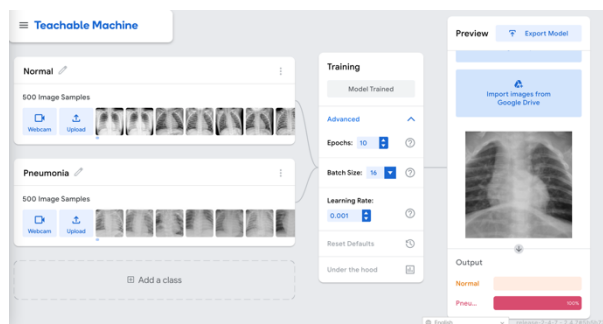 Teachable Machine
Normal
500 Image Samples
Webcam
Upload
Pneumonia
500 Image Samples
Webcam
Upload
Add a class
Training
Model Trained
Advanced
Epochs: 10
Batch Size: 16
Learning Rate:
0.001
Reset Defaults
Under the hood
Preview
Export Model
Import images from
Google Drive
Output
Normal
Pneu...
100%
English